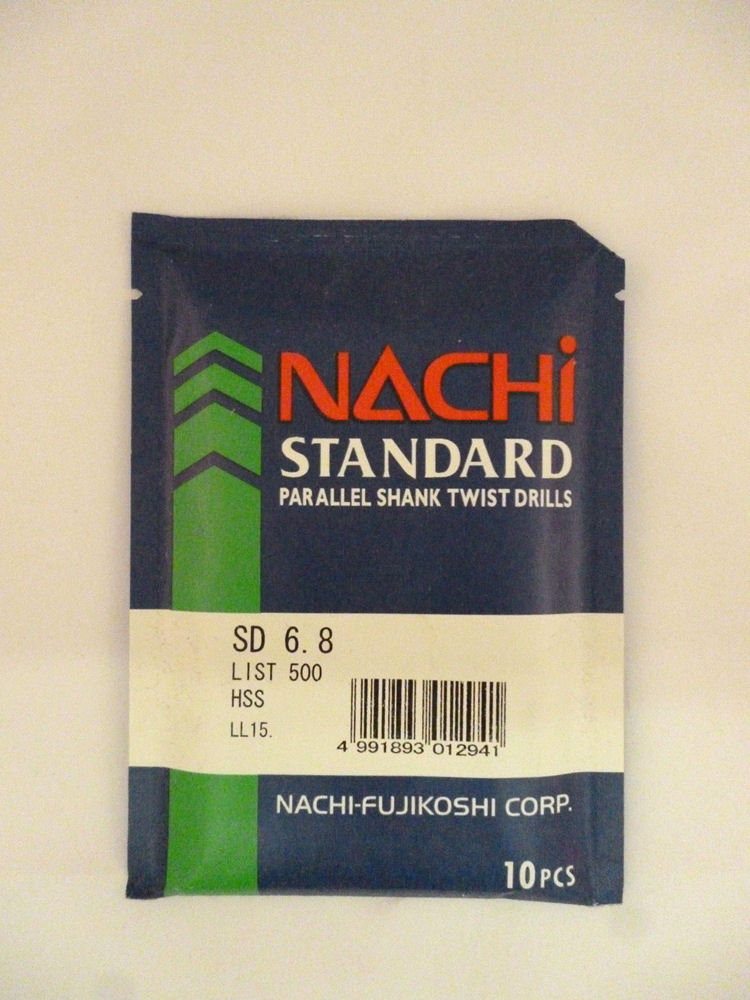 NACHi
STANDARD
PARALLEL SHANK TWIST DRILLS
SD 6.8
LIST 500
HSS
LL15.
4 991893 012941
NACHI-FUJIKOSHI CORP.
10PCS